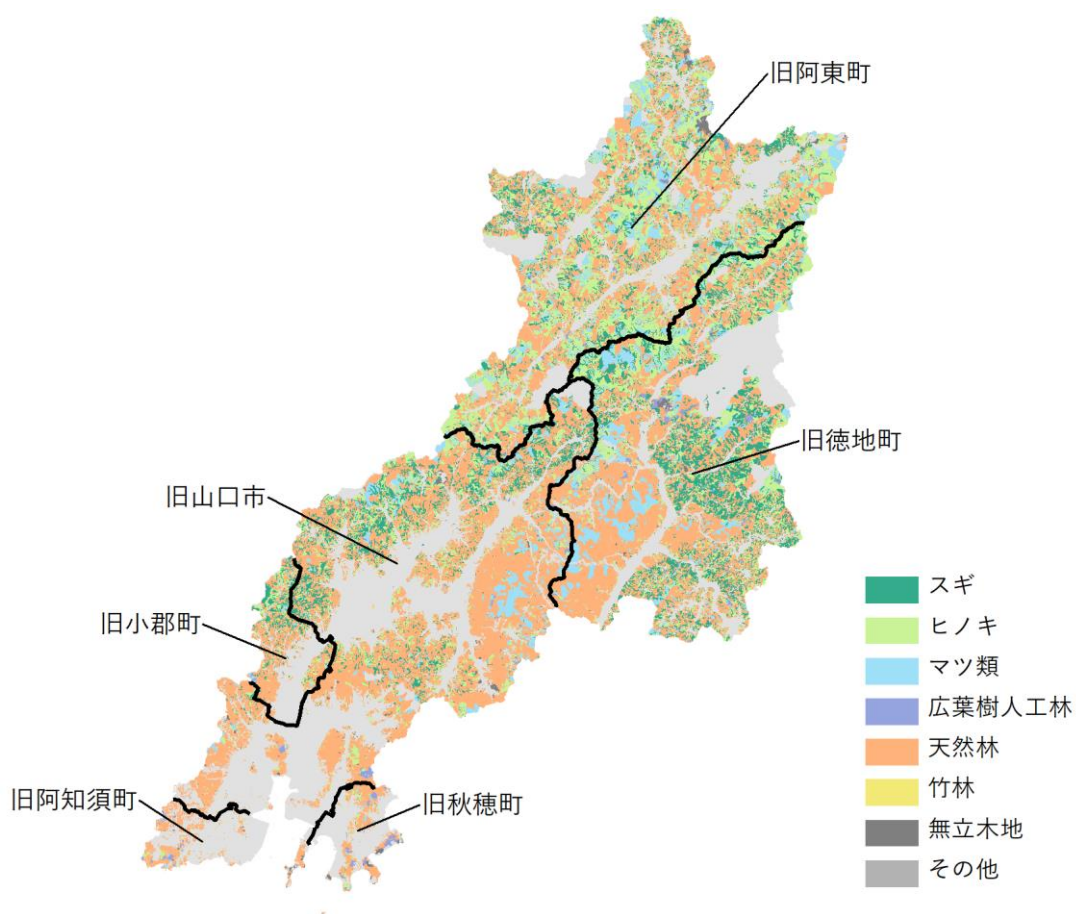 旧阿東町
旧徳地町
旧山口市
旧小郡町
旧阿知須町
旧秋穂町
スギ
ヒノキ
マツ類
広葉樹人工林
天然林
竹林
無立木地
その他